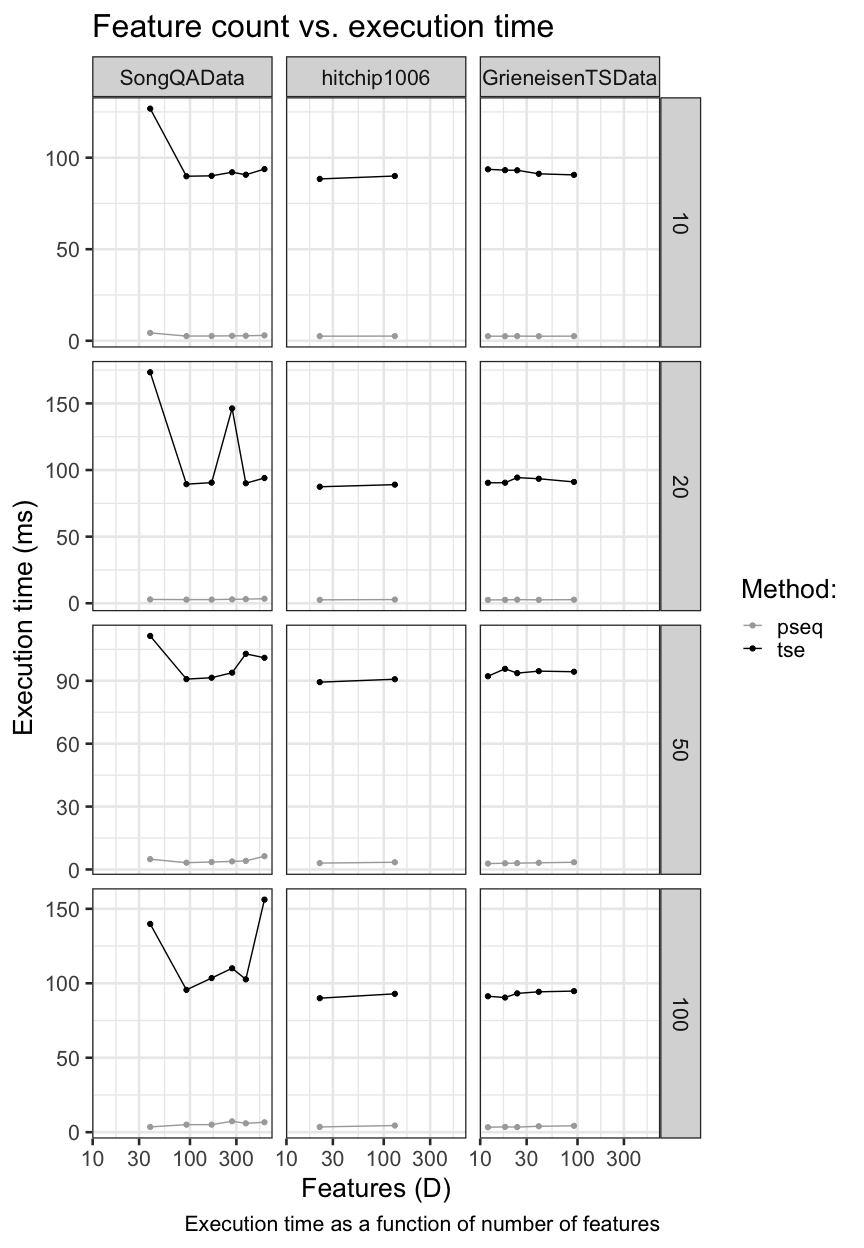 Feature count vs. execution time
SongQAData hitchip1006 GrieneisenTSData
100
50
0
10
150
100
50
0
20
90
60
30
0
50
150
100
50
0
100
Execution time (ms)
Method:
pseq
tse
10 30 100 300 10 30 100 300 10 30 100 300
Features (D)
Execution time as a function of number of features